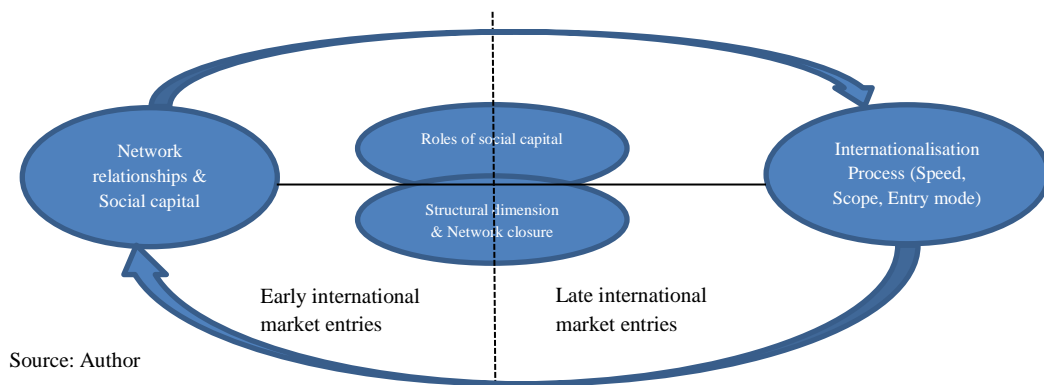 Network
relationships &
Social capital
Roles of social capital
Structural dimension
& Network closure
Internationalisation
Process (Speed,
Scope, Entry mode)
Early international
market entries
Late international
market entries
Source: Author